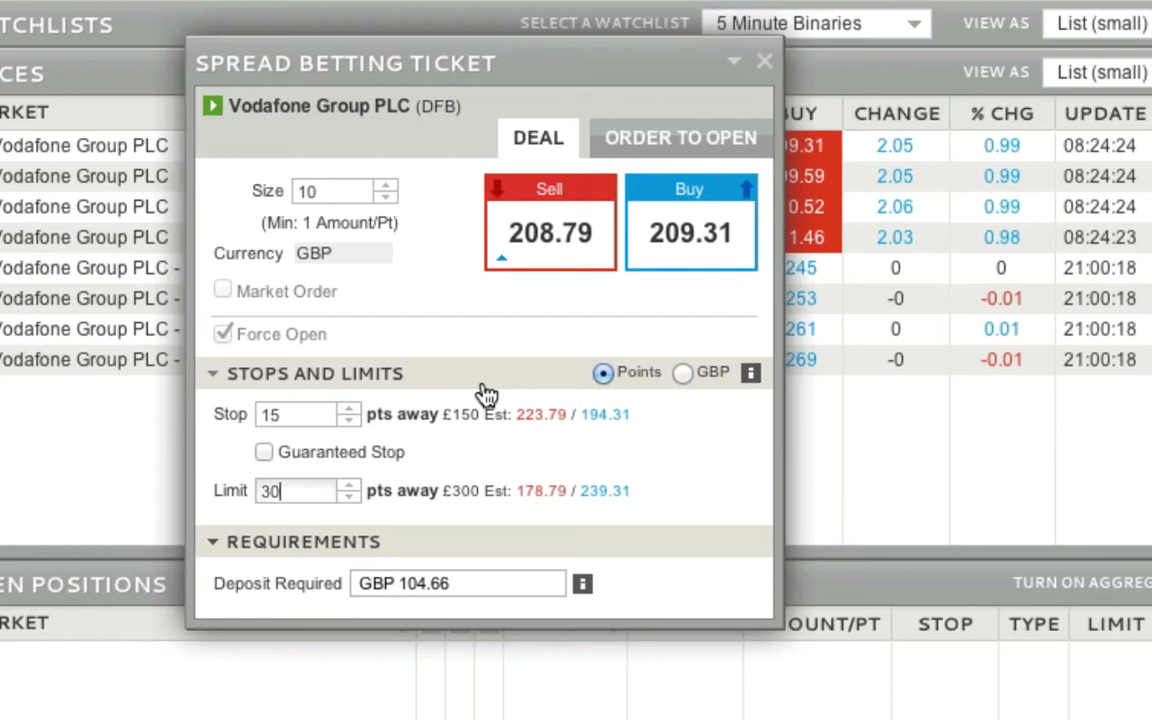 TCHLISTS SELECT A WATCHLIST 5 Minute Binaries VIEW AS List (small)
SPREAD BETTING TICKET
CES VIEW AS List (small)
Vodafone Group PLC (DFB)
RKET BUY CHANGE % CHG UPDATE
DEAL ORDER TO OPEN
odafone Group PLC 9.31 2.05 0.99 08:24:24
odafone Group PLC 9.59 2.05 0.99 08:24:24
odafone Group PLC 0.52 2.06 0.99 08:24:24
odafone Group PLC 1.46 2.03 0.98 08:24:23
odafone Group PLC - 245 0 0 21:00:18
odafone Group PLC - 253 -0 -0.01 21:00:18
odafone Group PLC - 261 0 0.01 21:00:18
odafone Group PLC - 269 -0 -0.01 21:00:18
Size 10 Sell Buy
(Min: 1 Amount/Pt) 208.79 209.31
Currency GBP
Market Order
Force Open
STOPS AND LIMITS Points GBP i
Stop 15 pts away £150 Est: 223.79 / 194.31
Guaranteed Stop
Limit 30 pts away £300 Est: 178.79 / 239.31
REQUIREMENTS
Deposit Required GBP 104.66 i
EN POSITIONS TURN ON AGGREG
RKET OUNT/PT STOP TYPE LIMIT